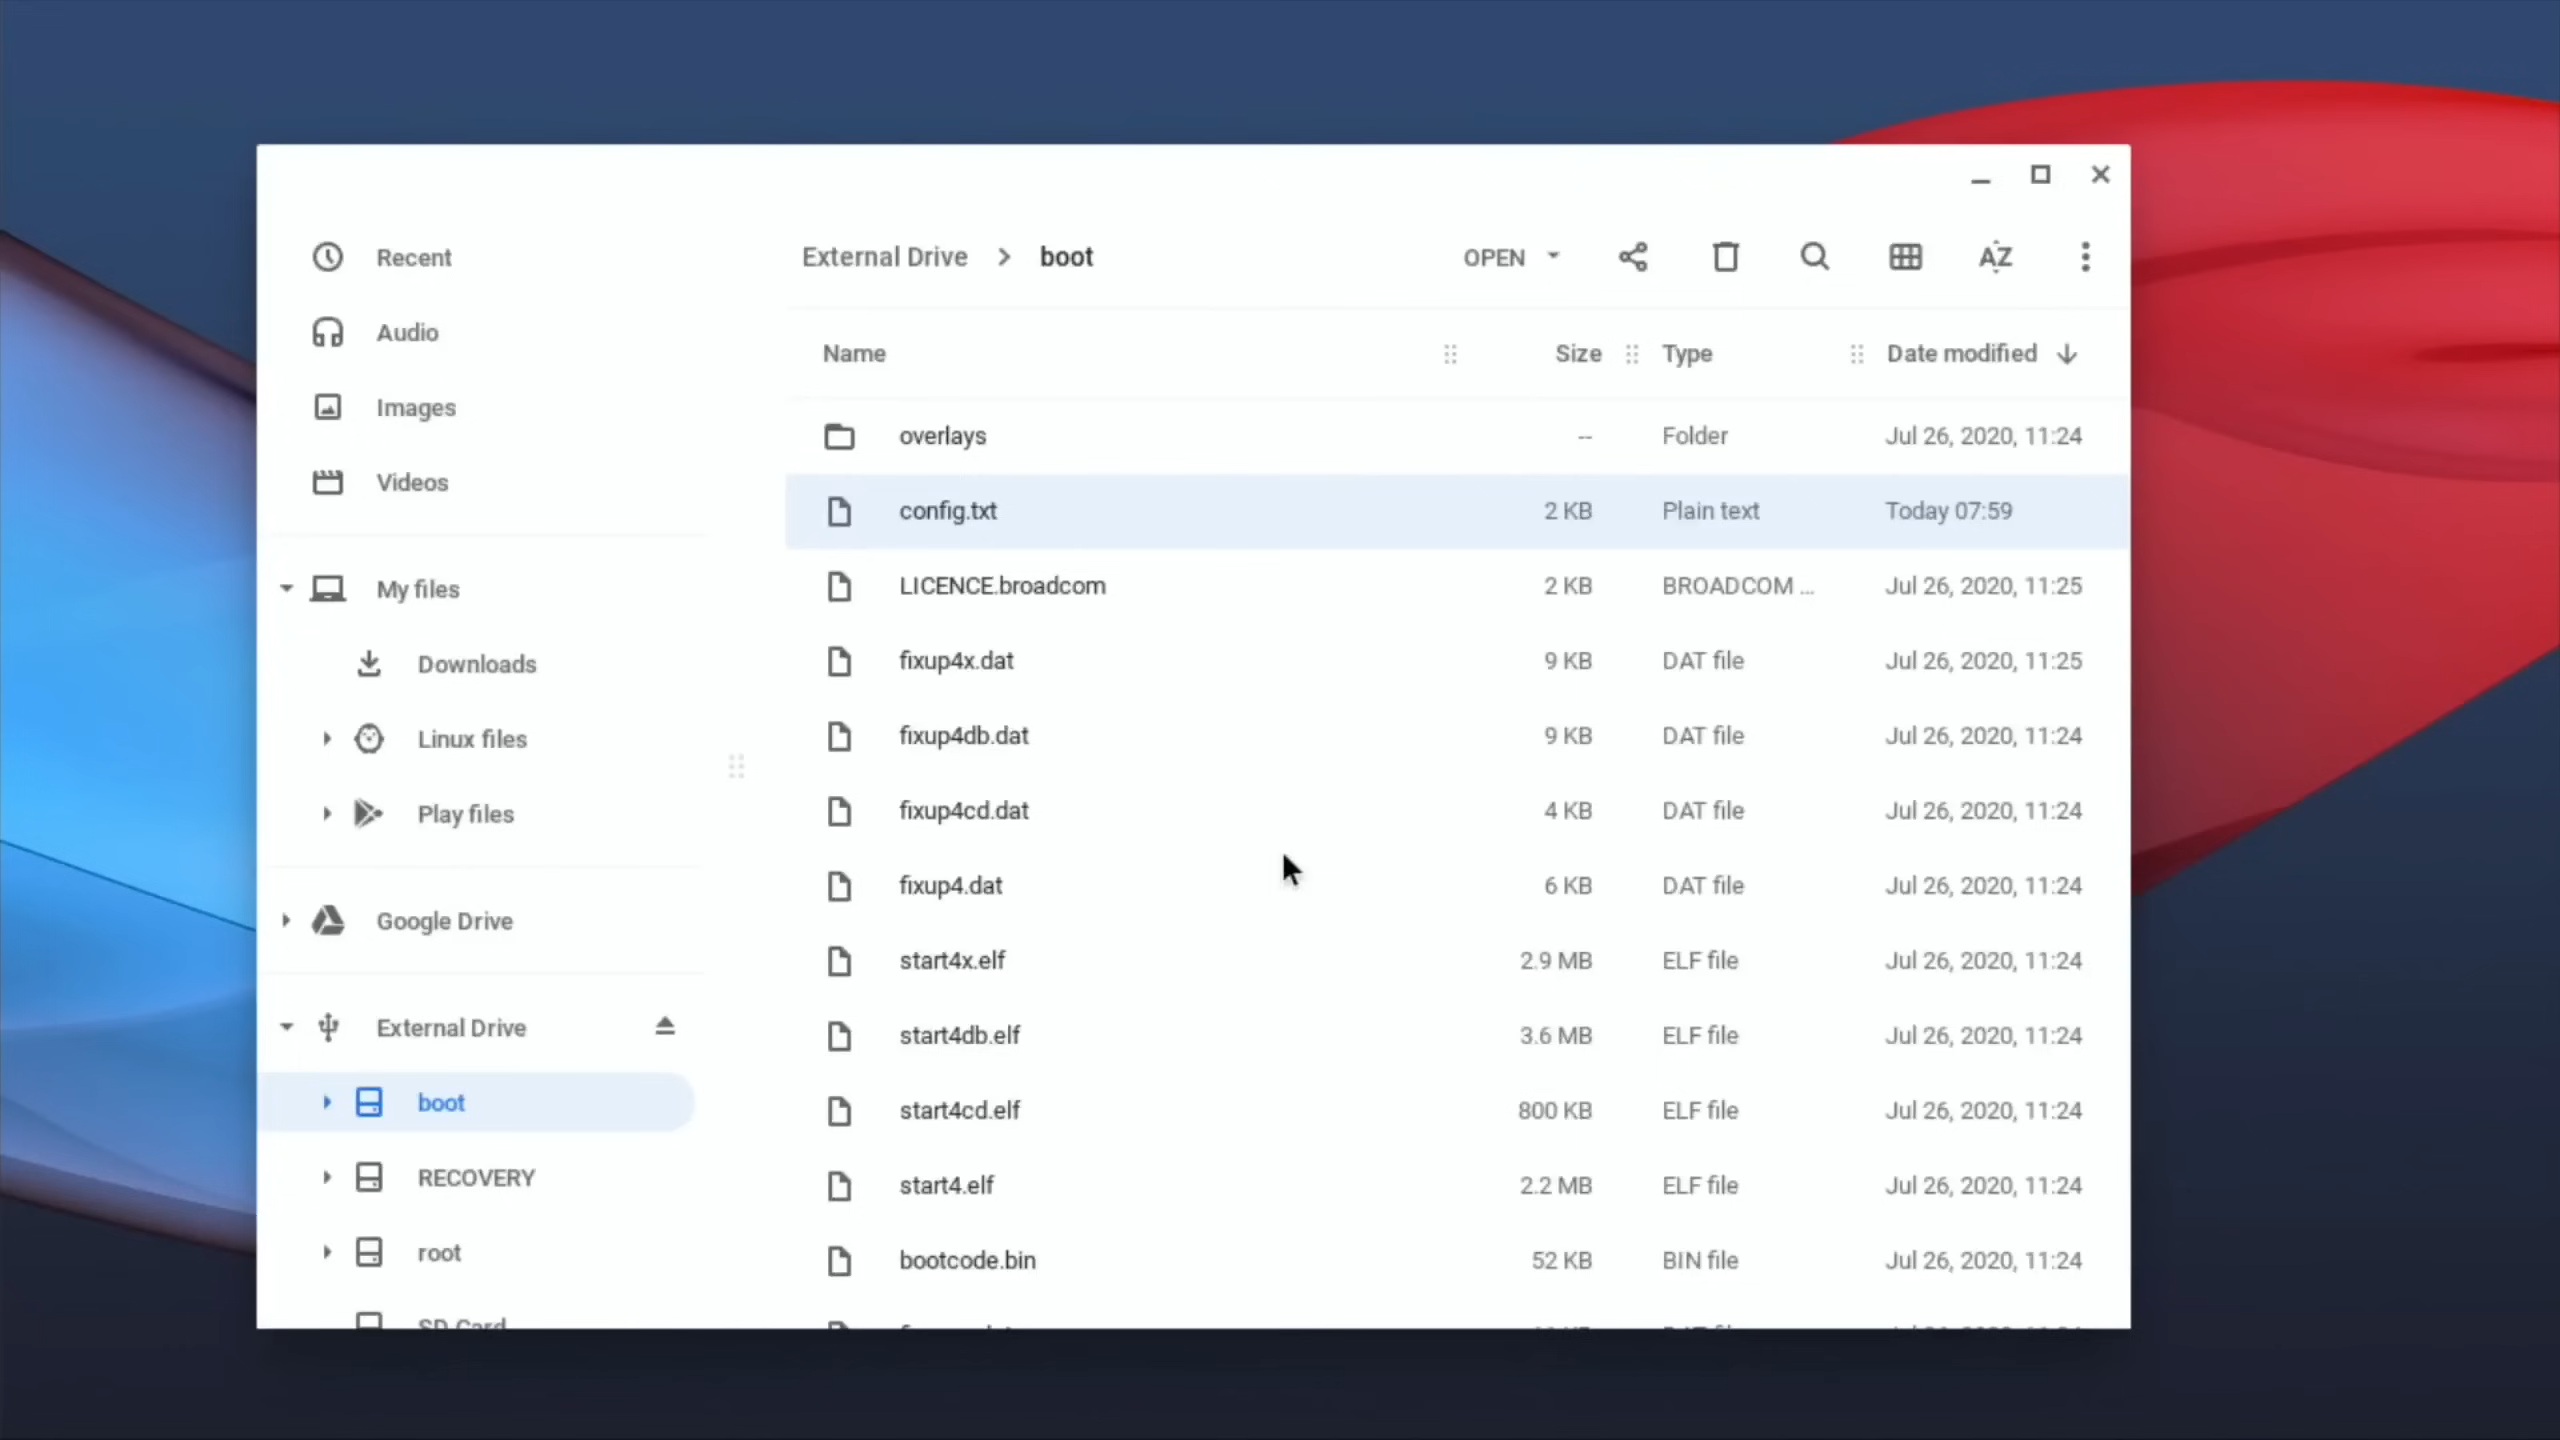 Recent
Audio
Images
Videos
My files
Downloads
Linux files
Play files
Google Drive
External Drive
boot
RECOVERY
root
SD Card
External Drive boot OPEN AZ
Name Size Type Date modified
overlays -- Folder Jul 26, 2020, 11:24
config.txt 2 KB Plain text Today 07:59
LICENCE.broadcom 2 KB BROADCOM ... Jul 26, 2020, 11:25
fixup4x.dat 9 KB DAT file Jul 26, 2020, 11:25
fixup4db.dat 9 KB DAT file Jul 26, 2020, 11:24
fixup4cd.dat 4 KB DAT file Jul 26, 2020, 11:24
fixup4.dat 6 KB DAT file Jul 26, 2020, 11:24
start4x.elf 2.9 MB ELF file Jul 26, 2020, 11:24
start4db.elf 3.6 MB ELF file Jul 26, 2020, 11:24
start4cd.elf 800 KB ELF file Jul 26, 2020, 11:24
start4.elf 2.2 MB ELF file Jul 26, 2020, 11:24
bootcode.bin 52 KB BIN file Jul 26, 2020, 11:24